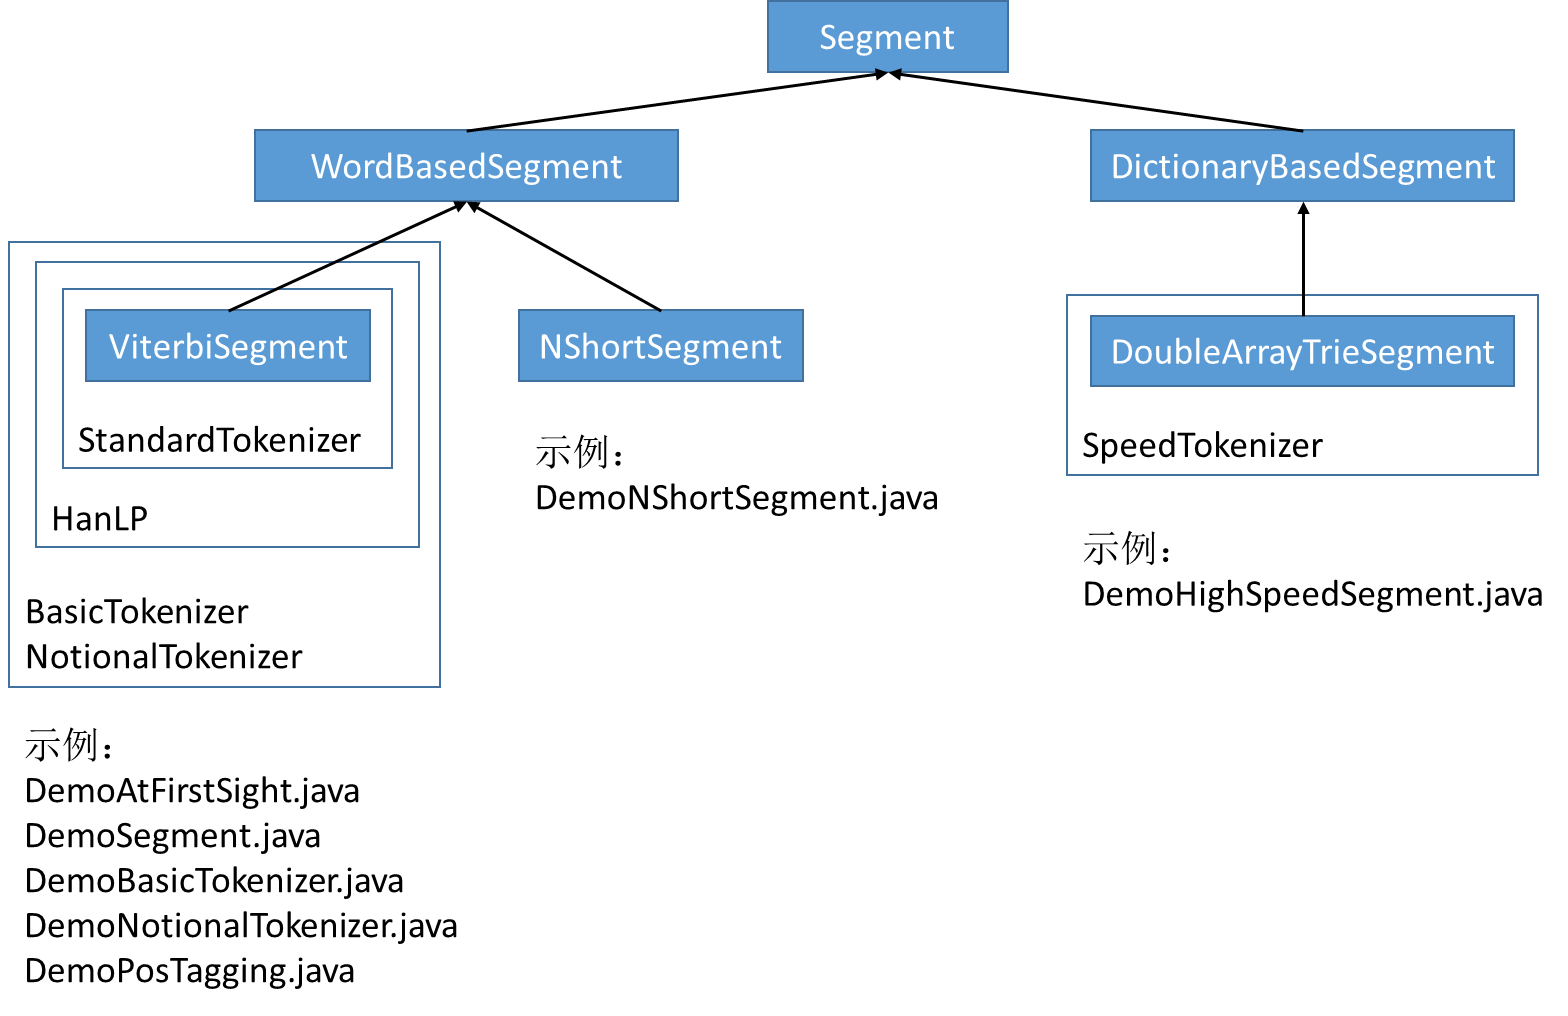 Segment
WordBasedSegment
DictionaryBasedSegment
ViterbiSegment
StandardTokenizer
HanLP
BasicTokenizer
NotionalTokenizer
示例：
DemoAtFirstSight.java
DemoSegment.java
DemoBasicTokenizer.java
DemoNotionalTokenizer.java
DemoPosTagging.java
NShortSegment
示例：
DemoNShortSegment.java
DoubleArrayTrieSegment
SpeedTokenizer
示例：
DemoHighSpeedSegment.java